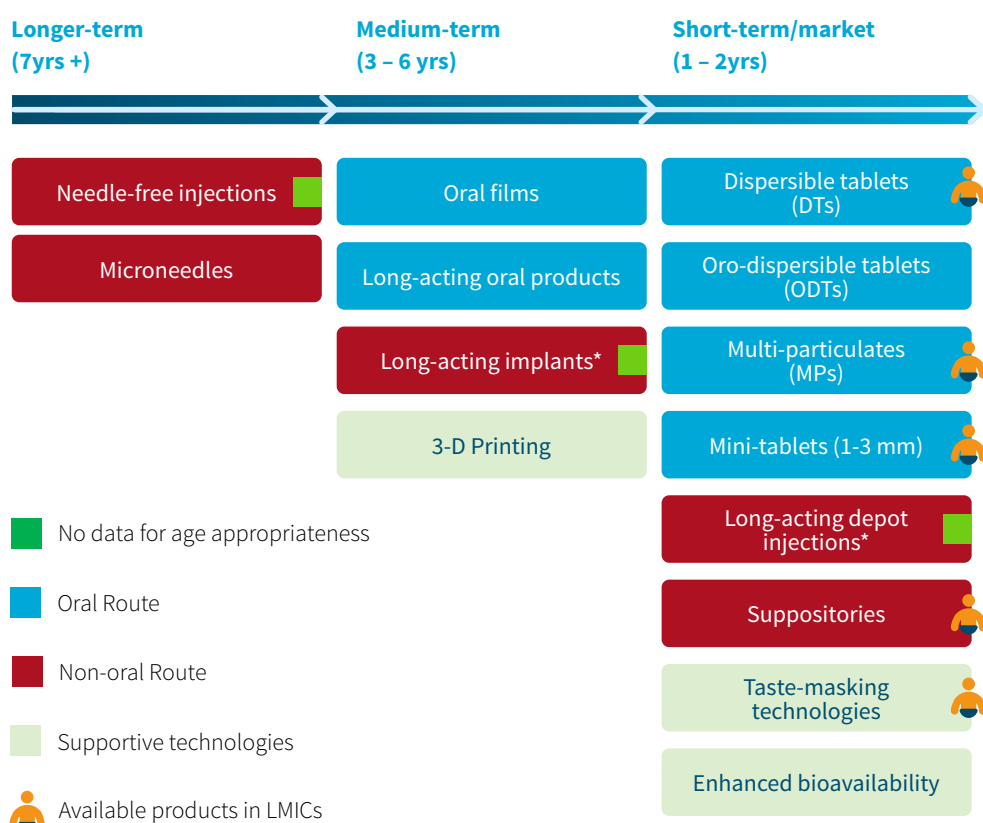 Longer-term
(7yrs +)
Medium-term
(3 – 6 yrs)
Short-term/market
(1 – 2yrs)
Needle-free injections
Microneedles
Oral films
Long-acting oral products
Long-acting implants*
3-D Printing
Dispersible tablets
(DTs)
Oro-dispersible tablets
(ODTs)
Multi-particulates
(MPs)
Mini-tablets (1-3 mm)
Long-acting depot
injections*
Suppositories
Taste-masking
technologies
Enhanced bioavailability
No data for age appropriateness
Oral Route
Non-oral Route
Supportive technologies
Available products in LMICs